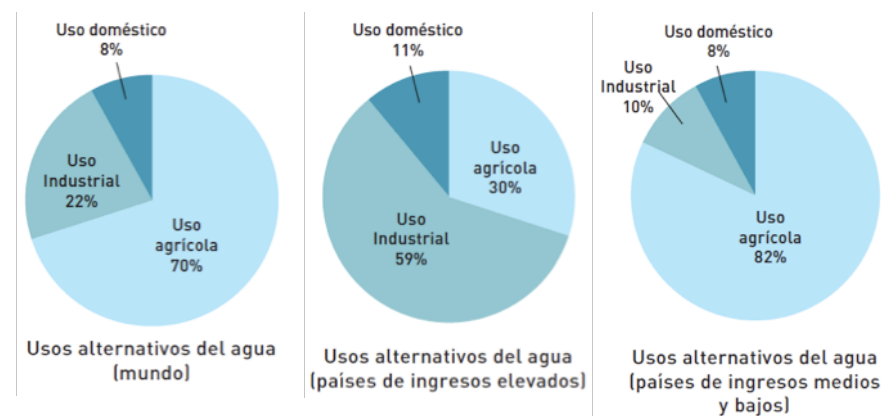 Uso doméstico
8%
Uso
Industrial
22%
Uso
agrícola
70%
Usos alternativos del agua
(mundo)
Uso doméstico
11%
Uso
agrícola
30%
Uso
Industrial
59%
Usos alternativos del agua
(países de ingresos elevados)
Uso doméstico
8%
Uso
Industrial
10%
Uso
agrícola
82%
Usos alternativos del agua
(países de ingresos medios
y bajos)